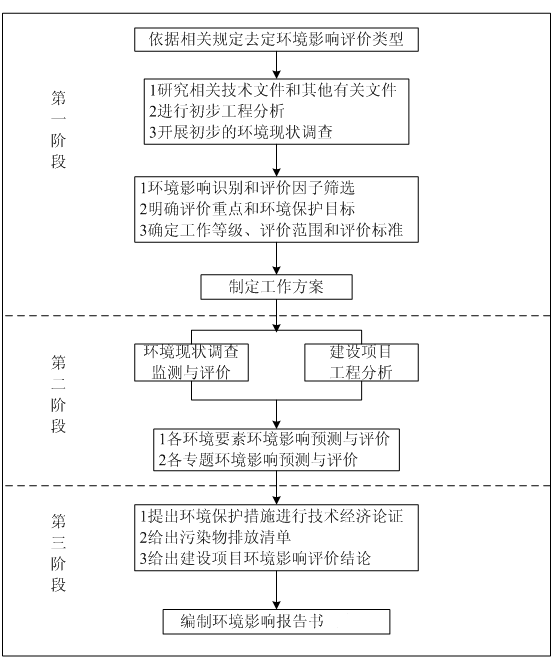 依据相关规定去定环境影响评价类型
第一阶段
1研究相关技术文件和其他有关文件
2进行初步工程分析
3开展初步的环境现状调查
1环境影响识别和评价因子筛选
2明确评价重点和环境保护目标
3确定工作等级、评价范围和评价标准
制定工作方案
第二阶段
环境现状调查
监测与评价
建设项目
工程分析
1各环境要素环境影响预测与评价
2各专题环境影响预测与评价
第三阶段
1提出环境保护措施进行技术经济论证
2给出污染物排放清单
3给出建设项目环境影响评价结论
编制环境影响报告书